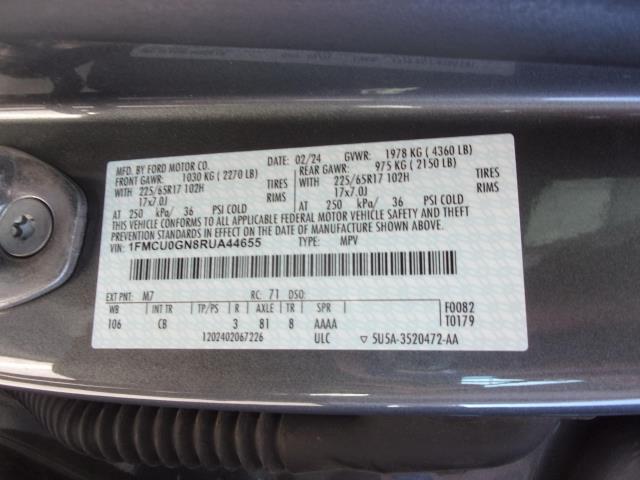 MFD. BY FORD MOTOR CO. DATE: 02/24 GVWR: 1978 KG ( 4360 LB)
FRONT GAWR: 1030 KG ( 2270 LB) REAR GAWR: 975 KG ( 2150 LB)
WITH 225/65R17 102H TIRES WITH 225/65R17 102H TIRES
17x7.0J RIMS 17x7.0J RIMS
AT 250 kPa/ 36 PSI COLD AT 250 kPa/ 36 PSI COLD
THIS VEHICLE CONFORMS TO ALL APPLICABLE FEDERAL MOTOR VEHICLE SAFETY AND THEFT
PREVENTION STANDARDS IN EFFECT ON THE DATE OF MANUFACTURE SHOWN ABOVE.
VIN: 1FMCU0GN8RUA44655 TYPE: MPV
EXT PNT: M7 RC: 71 DSO: F0082
WB INT TR TP/PS R AX TR SPR T0179
106 CB 3 81 8 AAAA
1202402067226 ULC ▽ 5U5A-3520472-AA